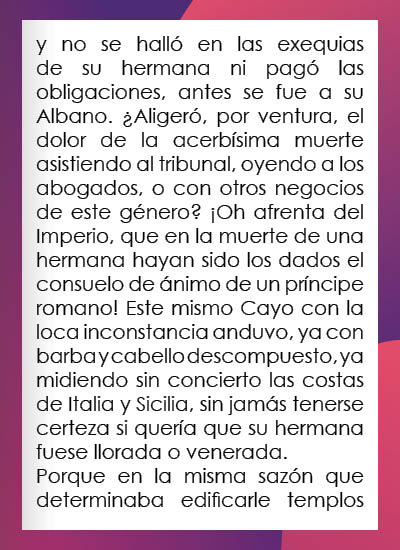 y no se halló en las exequias
de su hermana ni pagó las
obligaciones, antes se fue a su
Albano. ¿Aligeró, por ventura, el
dolor de la acerbísima muerte
asistiendo al tribunal, oyendo a los
abogados, o con otros negocios
de este género? ¡Oh afrenta del
Imperio, que en la muerte de una
hermana hayan sido los dados el
consuelo de ánimo de un príncipe
romano! Este mismo Cayo con la
loca inconstancia anduvo, ya con
barba y cabello descompuesto, ya
midiendo sin concierto las costas
de Italia y Sicilia, sin jamás tenerse
certeza si quería que su hermana
fuese llorada o venerada.
Porque en la misma sazón que
determinaba edificarle templos